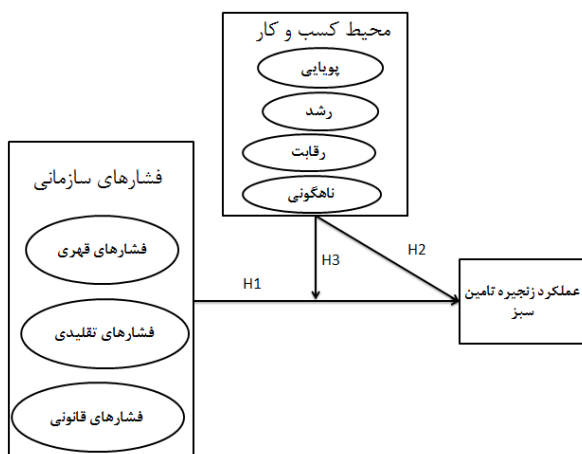 محیط کسب و کار
پویایی
رشد
رقابت
ناهگونی
فشارهای سازمانی
فشارهای قهری
فشارهای تقلیدی
فشارهای قانونی
H1
H2
H3
عملکرد زنجیره تامین
سبز